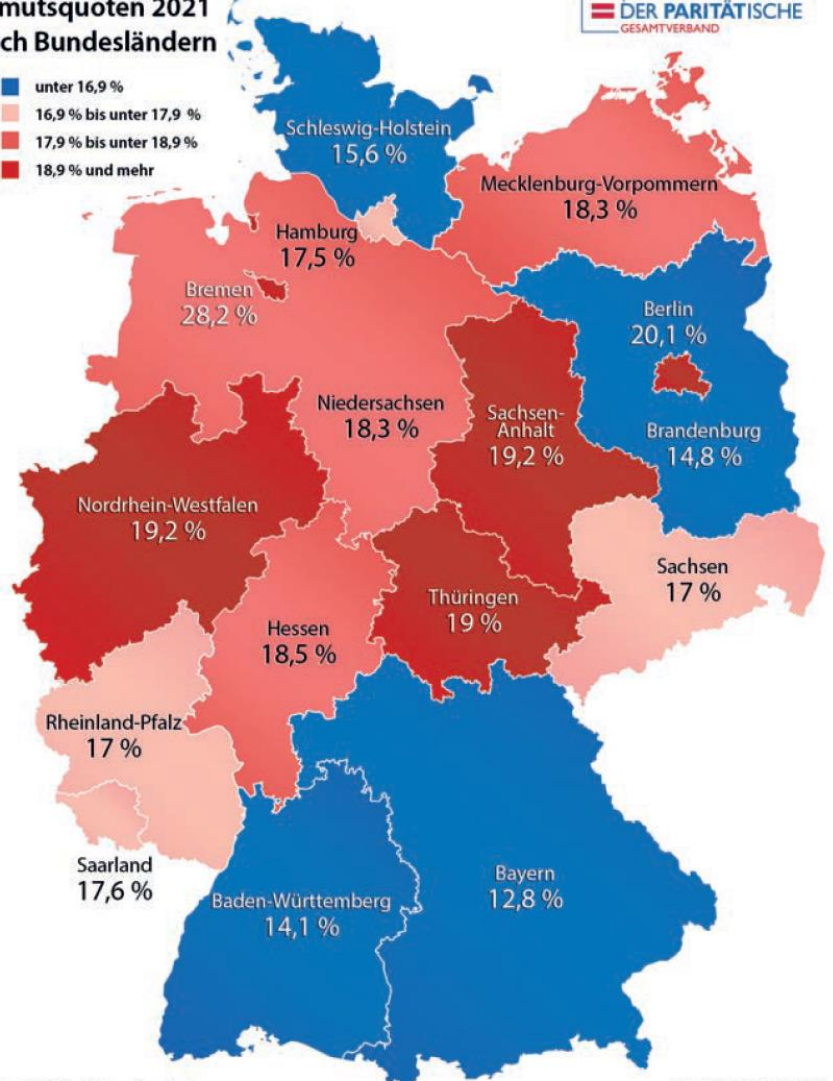 mutsquoten 2021
ch Bundesländern
DER PARITÄTISCHE
GESAMTVERBAND
unter 16,9 %
16,9 % bis unter 17,9 %
17,9 % bis unter 18,9 %
18,9 % und mehr
Schleswig-Holstein
15,6 %
Mecklenburg-Vorpommern
18,3 %
Hamburg
17,5 %
Bremen
28,2 %
Berlin
20,1 %
Niedersachsen
18,3 %
Sachsen-
Anhalt
19,2 %
Brandenburg
14,8 %
Nordrhein-Westfalen
19,2 %
Sachsen
17 %
Thüringen
19 %
Hessen
18,5 %
Rheinland-Pfalz
17 %
Saarland
17,6 %
Baden-Württemberg
14,1 %
Bayern
12,8 %